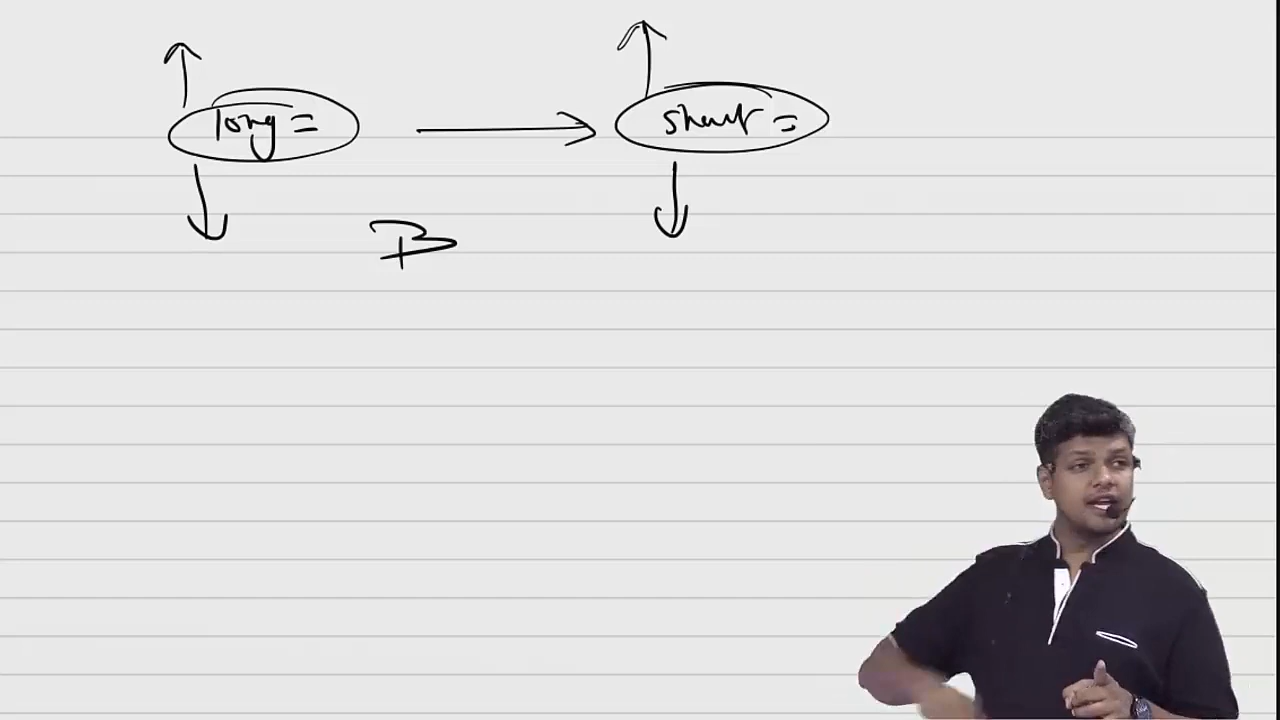 long = → short =
B